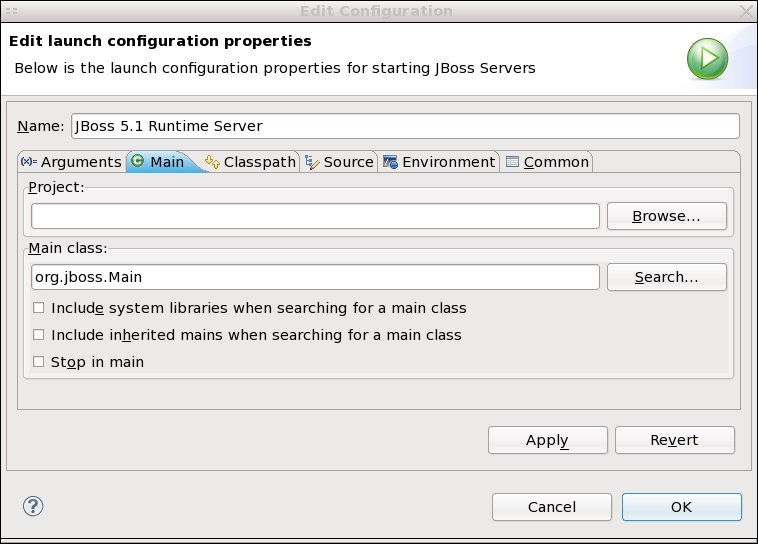 Edit Configuration
Edit launch configuration properties
Below is the launch configuration properties for starting JBoss Servers
Name: JBoss 5.1 Runtime Server
(x)= Arguments Main Classpath Source Environment Common
Project:
Browse...
Main class:
org.jboss.Main Search...
Include system libraries when searching for a main class
Include inherited mains when searching for a main class
Stop in main
Apply Revert
? Cancel OK